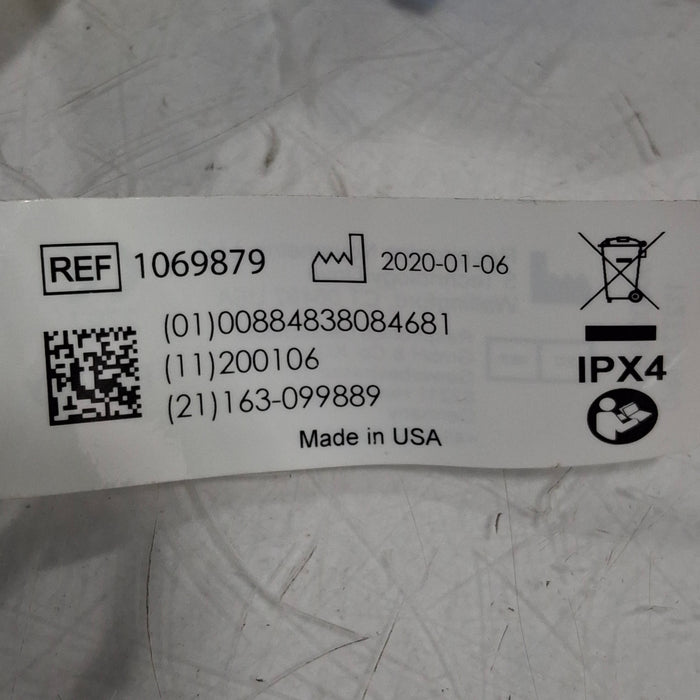 REF 1069879 2020-01-06
(01)00884838084681
(11)200106
(21)163-099889
Made in USA
IPX4